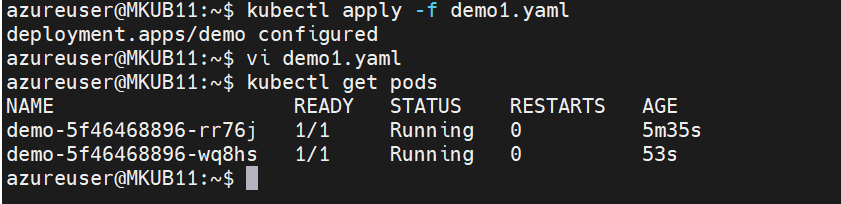 azureuser@MKUB11:~$ kubectl apply -f demo1.yaml
deployment.apps/demo configured
azureuser@MKUB11:~$ vi demo1.yaml
azureuser@MKUB11:~$ kubectl get pods
NAME                    READY   STATUS    RESTARTS   AGE
demo-5f46468896-rr76j   1/1     Running   0          5m35s
demo-5f46468896-wq8hs   1/1     Running   0          53s
azureuser@MKUB11:~$